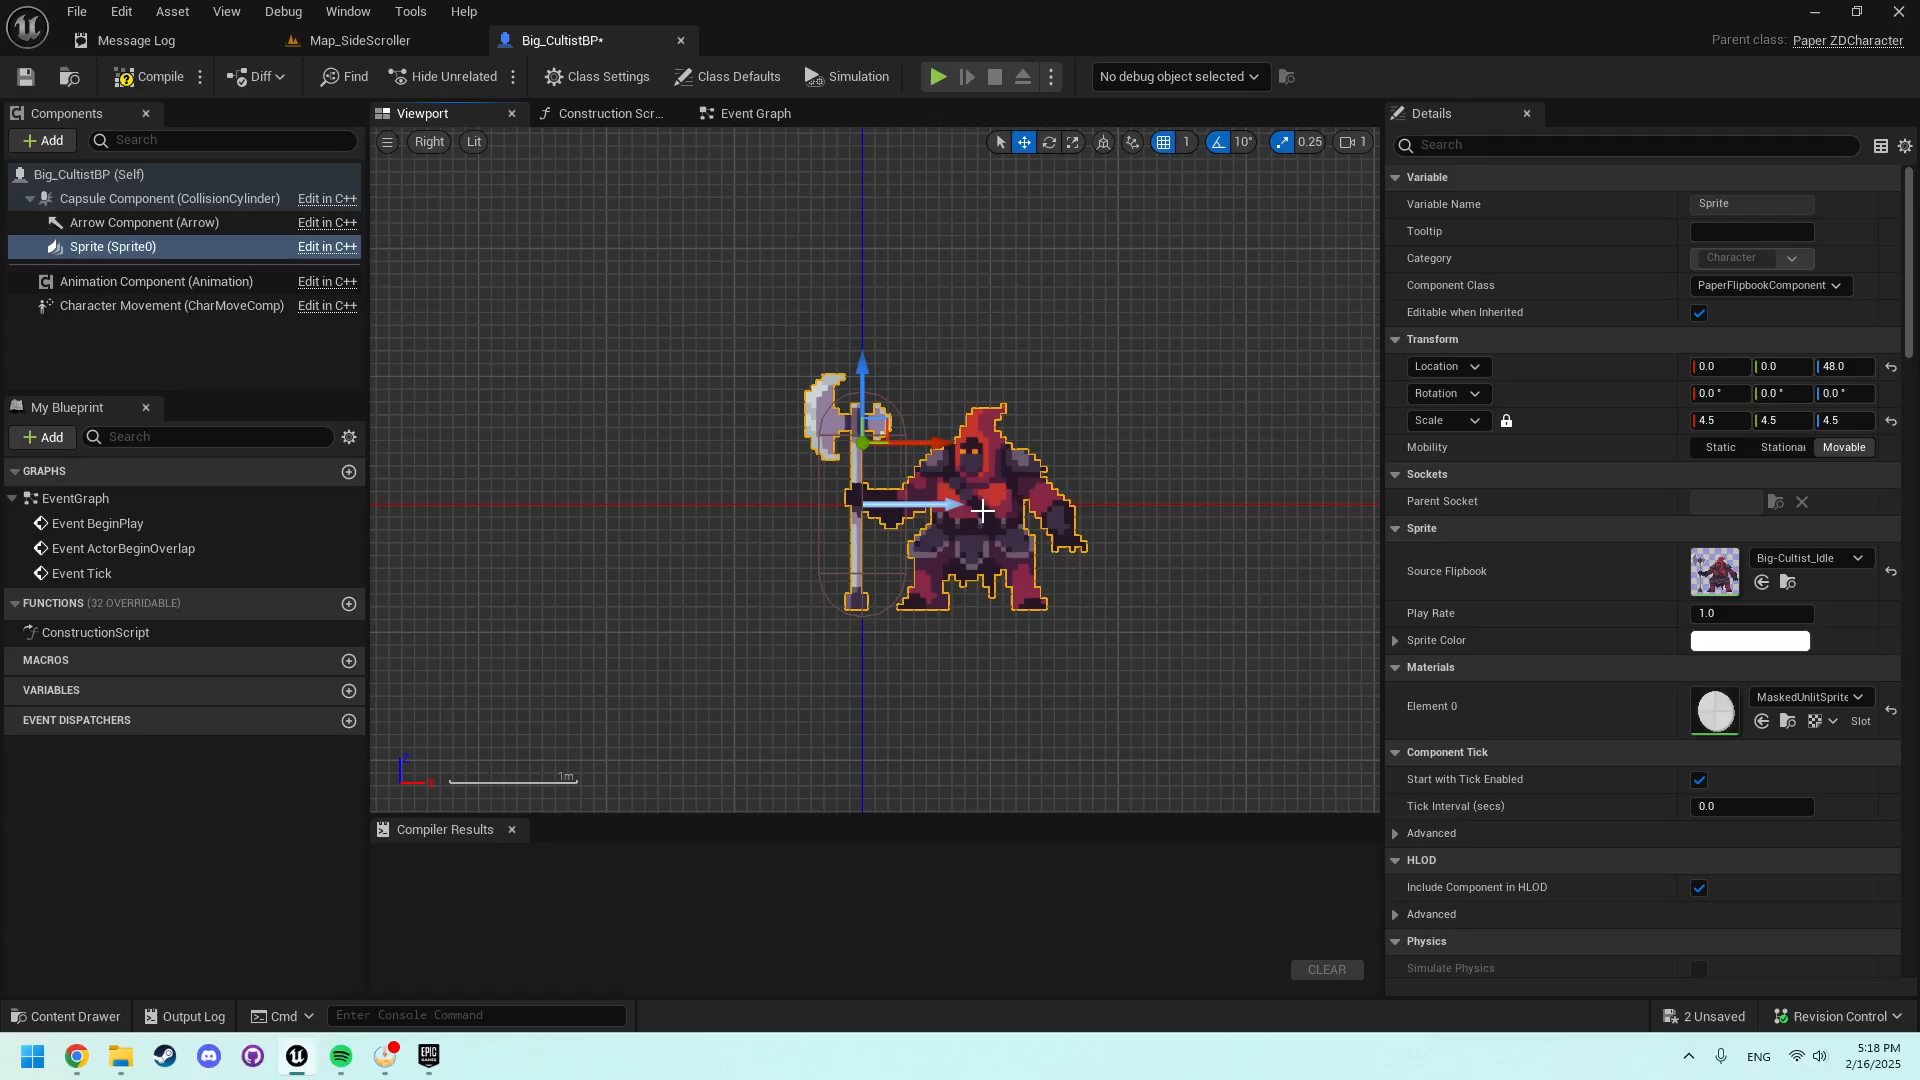 File Edit Asset View Debug Window Tools Help
Message Log Map_SideScroller Big_CultistBP* Parent class: Paper ZDCharacter
Compile Diff Find Hide Unrelated Class Settings Class Defaults Simulation No debug object selected
Components
Add Search
Big_CultistBP (Self)
Capsule Component (CollisionCylinder) Edit in C++
Arrow Component (Arrow) Edit in C++
Sprite (Sprite0) Edit in C++
Animation Component (Animation) Edit in C++
Character Movement (CharMoveComp) Edit in C++
My Blueprint
Add Search
GRAPHS
EventGraph
Event BeginPlay
Event ActorBeginOverlap
Event Tick
FUNCTIONS (32 OVERRIDABLE)
ConstructionScript
MACROS
VARIABLES
EVENT DISPATCHERS
Viewport Construction Scr... Event Graph
Right Lit 1 10° 0.25 1
Z
X
1m
Compiler Results
CLEAR
Details
Search
Variable
Variable Name Sprite
Tooltip
Category Character
Component Class PaperFlipbookComponent
Editable when Inherited
Transform
Location 0.0 0.0 48.0
Rotation 0.0 ° 0.0 ° 0.0 °
Scale 4.5 4.5 4.5
Mobility Static Stationar Movable
Sockets
Parent Socket
Sprite
Source Flipbook Big-Cultist_Idle
Play Rate 1.0
Sprite Color
Materials
Element 0 MaskedUnlitSprite
Slot
Component Tick
Start with Tick Enabled
Tick Interval (secs) 0.0
Advanced
HLOD
Include Component in HLOD
Advanced
Physics
Simulate Physics
Content Drawer Output Log Cmd Enter Console Command 2 Unsaved Revision Control
EPIC GAMES ENG 5:18 PM
2/16/2025